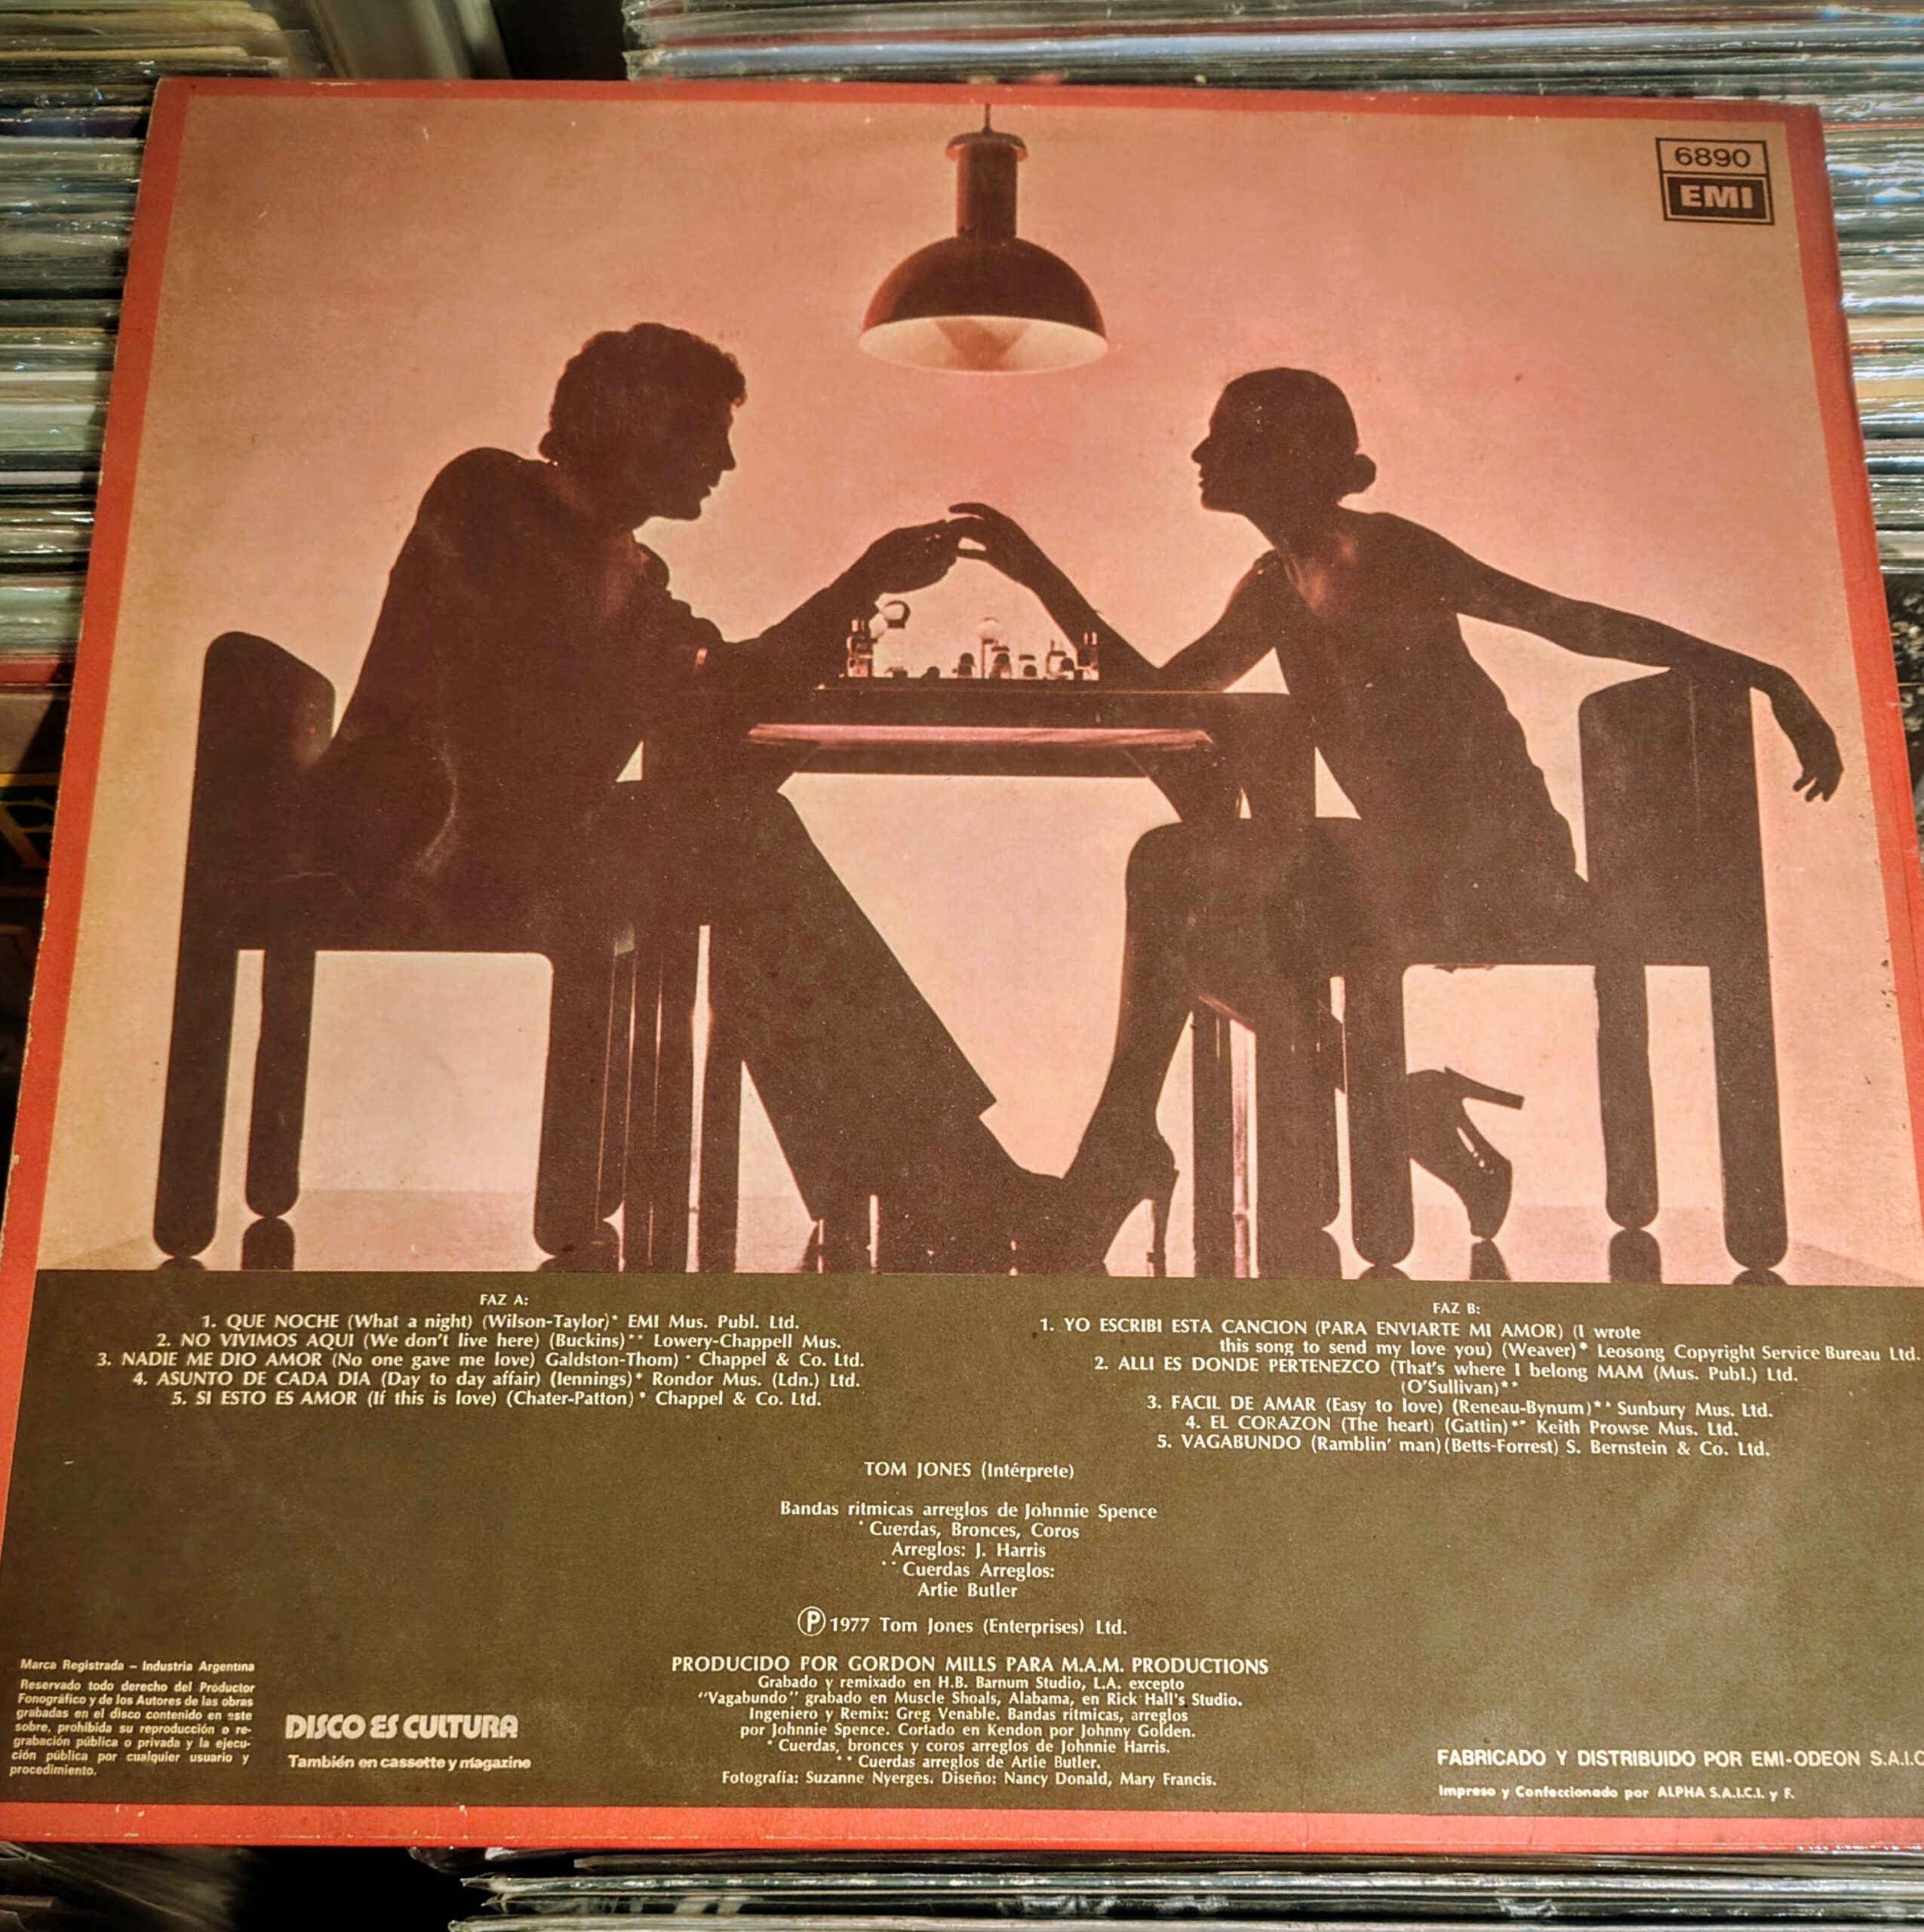 6890
EMI
FAZ A:
1. QUE NOCHE (What a night) (Wilson-Taylor)* EMI Mus. Publ. Ltd.
2. NO VIVIMOS AQUI (We don't live here) (Buckins)** Lowery-Chappell Mus.
3. NADIE ME DIO AMOR (No one gave me love) Galdston-Thom) * Chappel & Co. Ltd.
4. ASUNTO DE CADA DIA (Day to day affair) (Jennings)* Rondor Mus. (Ldn.) Ltd.
5. SI ESTO ES AMOR (If this is love) (Chater-Patton) * Chappel & Co. Ltd.
FAZ B:
1. YO ESCRIBI ESTA CANCION (PARA ENVIARTE MI AMOR) (I wrote
this song to send my love you) (Weaver)* Leosong Copyright Service Bureau Ltd.
2. ALLI ES DONDE PERTENEZCO (That's where I belong MAM (Mus. Publ.) Ltd.
(O'Sullivan)**
3. FACIL DE AMAR (Easy to love) (Reneau-Bynum)** Sunbury Mus. Ltd.
4. EL CORAZON (The heart) (Gattin)** Keith Prowse Mus. Ltd.
5. VAGABUNDO (Ramblin' man) (Betts-Forrest) S. Bernstein & Co. Ltd.
TOM JONES (Intérprete)
Bandas rítmicas arreglos de Johnnie Spence
* Cuerdas, Bronces, Coros
Arreglos: J. Harris
** Cuerdas Arreglos:
Artie Butler
Ⓟ 1977 Tom Jones (Enterprises) Ltd.
PRODUCIDO POR GORDON MILLS PARA M.A.M. PRODUCTIONS
Grabado y remixado en H.B. Barnum Studio, L.A. excepto
"Vagabundo" grabado en Muscle Shoals, Alabama, en Rick Hall's Studio.
Ingeniero y Remix: Greg Venable. Bandas rítmicas, arreglos
por Johnnie Spence. Cortado en Kendon por Johnny Golden.
* Cuerdas, bronces y coros arreglos de Johnnie Harris.
** Cuerdas arreglos de Artie Butler.
Fotografía: Suzanne Nyerges. Diseño: Nancy Donald, Mary Francis.
Marca Registrada – Industria Argentina
Reservado todo derecho del Productor
Fonográfico y de los Autores de las obras
grabadas en el disco contenido en este
sobre, prohibida su reproducción o re-
grabación pública o privada y la ejecu-
ción pública por cualquier usuario y
procedimiento.
DISCO ES CULTURA
También en cassette y magazine
FABRICADO Y DISTRIBUIDO POR EMI-ODEON S.A.I.C
Impreso y Confeccionado por ALPHA S.A.I.C.I. y F.